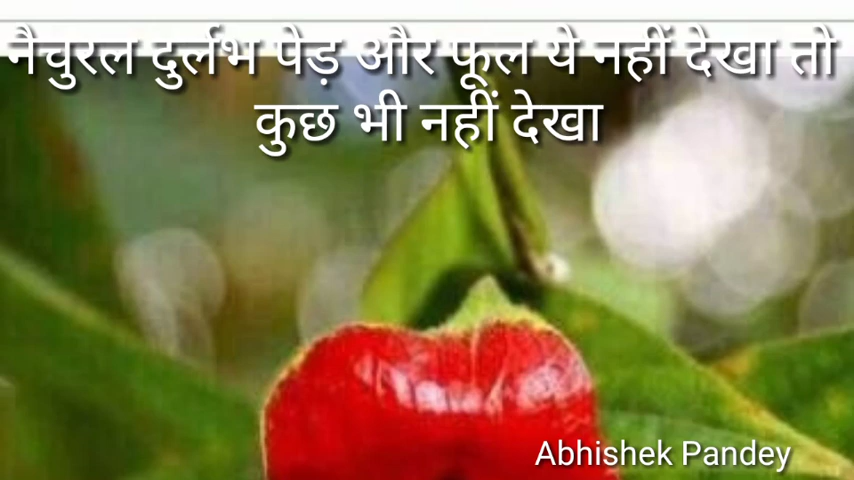 नैचुरल दुर्लभ पेड़ और फूल ये नहीं देखा तो
कुछ भी नहीं देखा
Abhishek Pandey